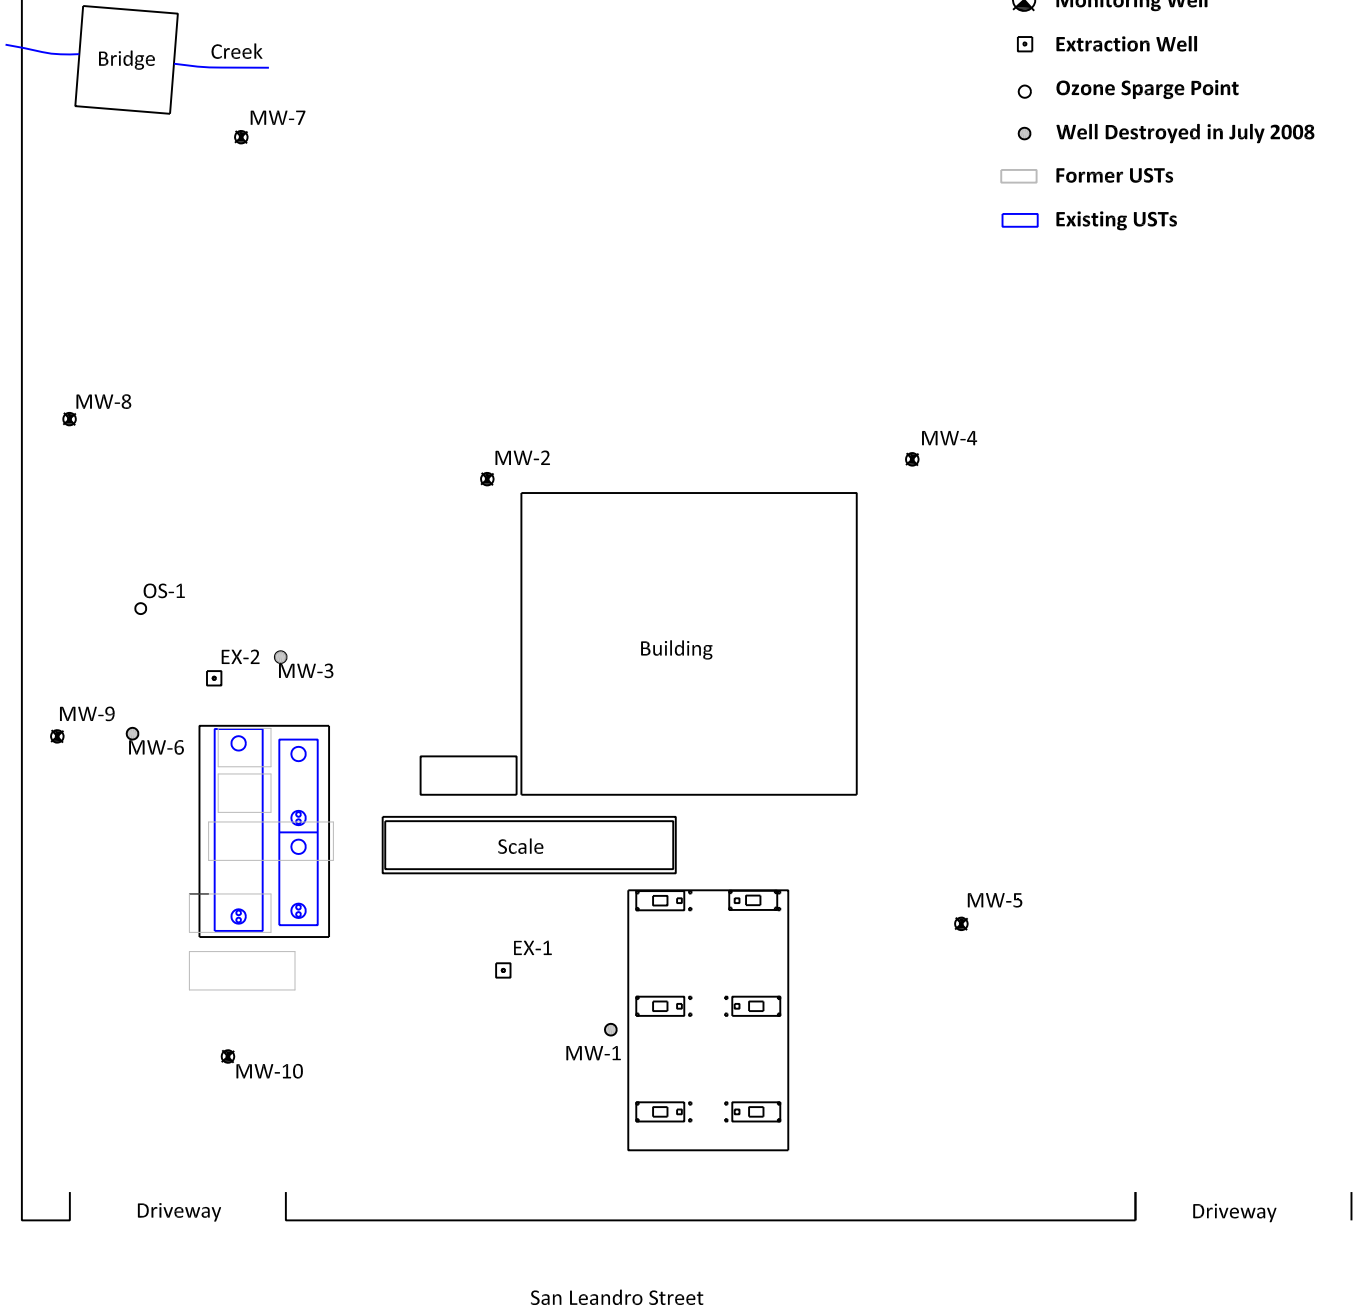 Monitoring Well
Extraction Well
Ozone Sparge Point
Well Destroyed in July 2008
Former USTs
Existing USTs
Bridge
Creek
MW-7
MW-8
MW-2
MW-4
OS-1
EX-2
MW-3
Building
MW-9
MW-6
Scale
MW-5
EX-1
MW-1
MW-10
Driveway
Driveway
San Leandro Street